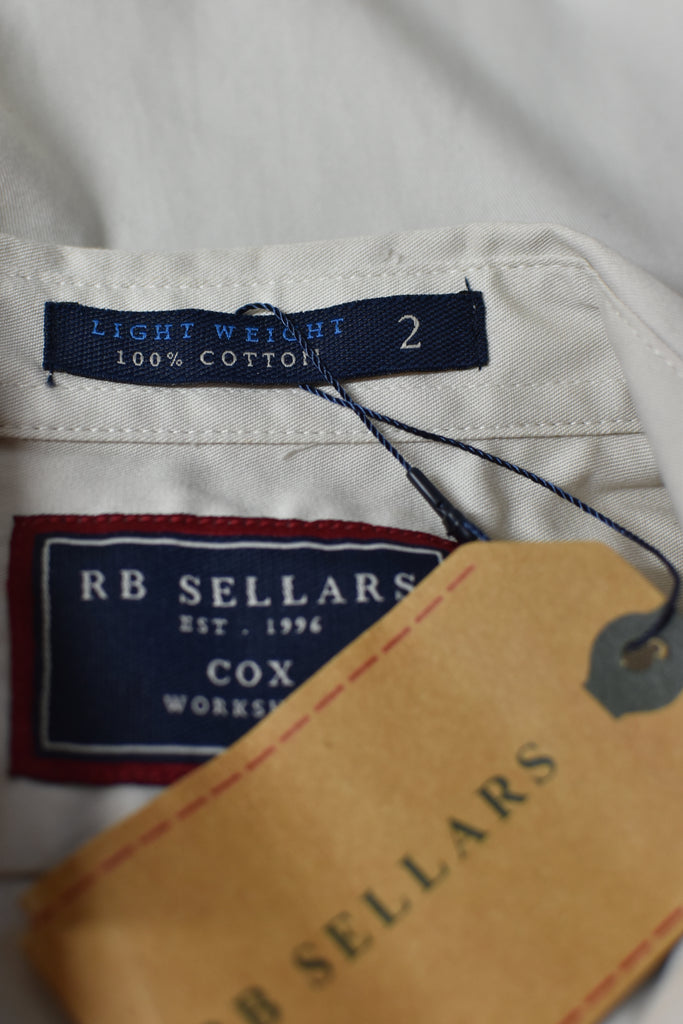 LIGHT WEIGHT
100% COTTON
2
RB SELLARS
EST. 1996
COX
RB SELLARS